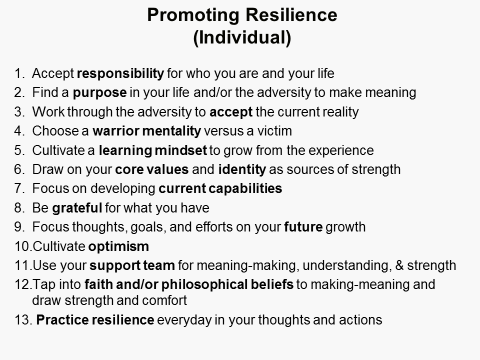 Promoting Resilience
(Individual)
1. Accept responsibility for who you are and your life
2. Find a purpose in your life and/or the adversity to make meaning
3. Work through the adversity to accept the current reality
4. Choose a warrior mentality versus a victim
5. Cultivate a learning mindset to grow from the experience
6. Draw on your core values and identity as sources of strength
7. Focus on developing current capabilities
8. Be grateful for what you have
9. Focus thoughts, goals, and efforts on your future growth
10.Cultivate optimism
11.Use your support team for meaning-making, understanding, & strength
12.Tap into faith and/or philosophical beliefs to making-meaning and
draw strength and comfort
13. Practice resilience everyday in your thoughts and actions